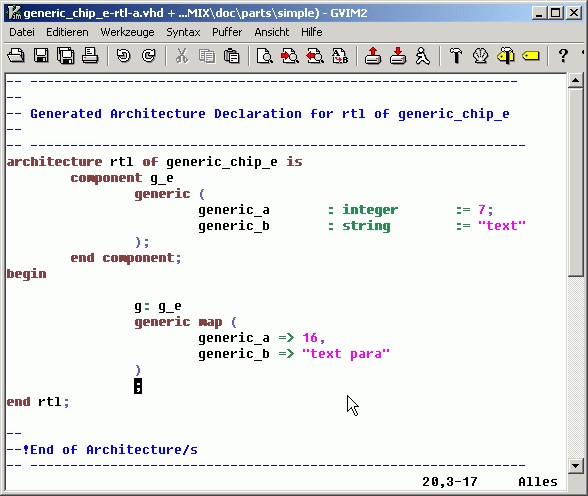 generic_chip_e-rtl-a.vhd + ...MIX\doc\parts\simple) - GVIM2
Datei Editieren Werkzeuge Syntax Puffer Ansicht Hilfe
-- ------------------------------------------------------------
--
-- Generated Architecture Declaration for rtl of generic_chip_e
--
-- ------------------------------------------------------------
architecture rtl of generic_chip_e is
        component g_e
                generic (
                        generic_a       : integer       := 7;
                        generic_b       : string        := "text"
                );
        end component;
begin
                g: g_e
                generic map (
                        generic_a => 16,
                        generic_b => "text para"
                )
                ;
end rtl;
--
--!End of Architecture/s
-- ------------------------------------------------------------
20,3-17 Alles